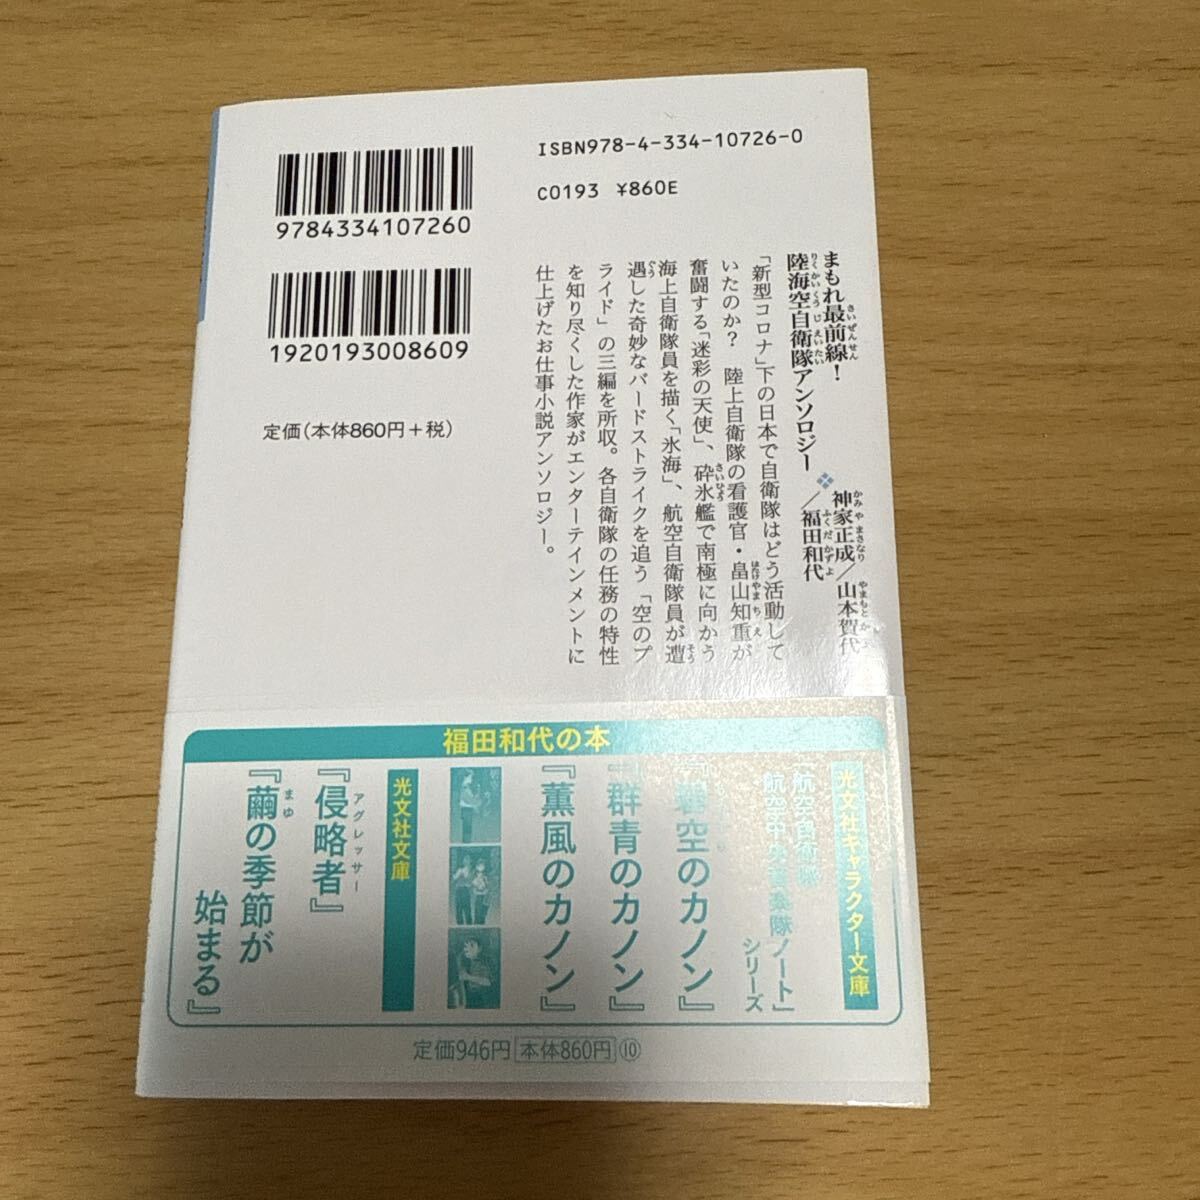 ISBN978-4-334-10726-0
C0193 ¥860E
9784334107260
1920193008609
定価(本体860円+税)
まもれ最前線!
陸海空自衛隊アンソロジー
神家正成/山本賀代
/福田和代
「新型コロナ」下の日本で自衛隊はどう活動して
いたのか? 陸上自衛隊の看護官・畠山知重が
奮闘する「迷彩の天使」、砕氷艦で南極に向かう
海上自衛隊員を描く「氷海」、航空自衛隊員が遭
遇した奇妙なバードストライクを追う「空のプ
ライド」の三編を所収。各自衛隊の任務の特性
を知り尽くした作家がエンターテインメントに
仕上げたお仕事小説アンソロジー。
福田和代の本
光文社キャラクター文庫
「航空自衛隊
航空中央音楽隊ノート」
シリーズ
『碧空のカノン』
『群青のカノン』
『薫風のカノン』
光文社文庫
『侵略者』
アグレッサー
『繭の季節が
始まる』
定価946円 本体860円 ⑩